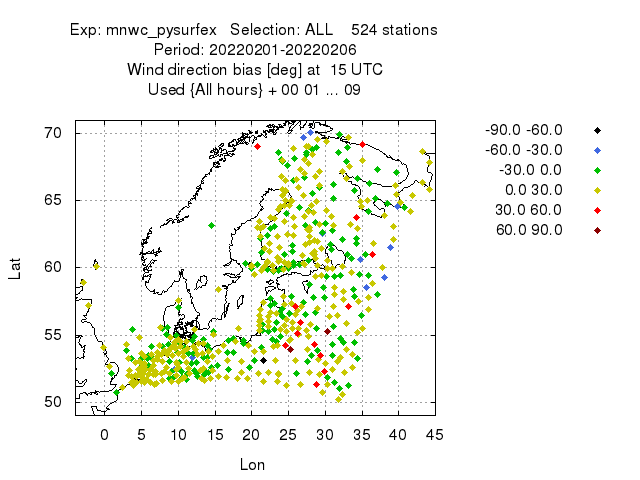 Exp: mnwc_pysurfex Selection: ALL 524 stations
Period: 20220201-20220206
Wind direction bias [deg] at 15 UTC
Used {All hours} + 00 01 ... 09
70
65
60
55
50
Lat
0 5 10 15 20 25 30 35 40 45
Lon
-90.0 -60.0
-60.0 -30.0
-30.0 0.0
0.0 30.0
30.0 60.0
60.0 90.0